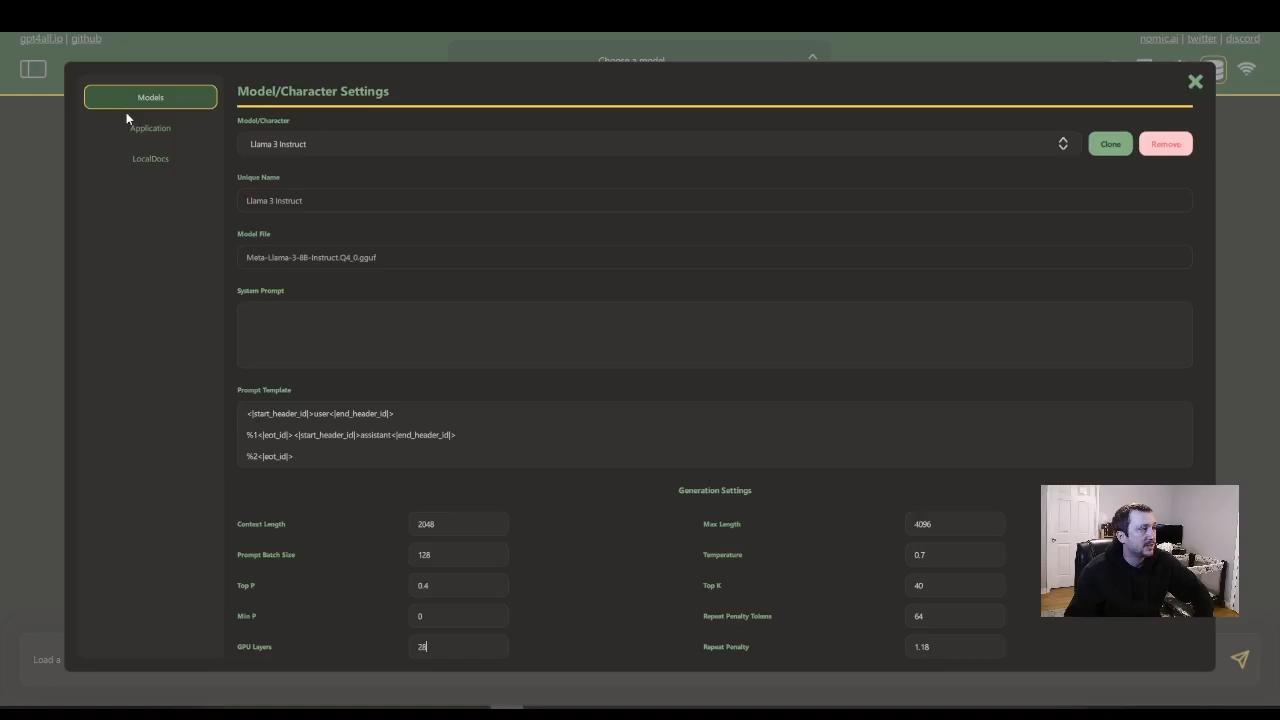 gpt4all.io | github
nomic.ai | twitter | discord
Choose a model
Models
Application
LocalDocs
Model/Character Settings
Model/Character
Llama 3 Instruct
Clone
Remove
Unique Name
Llama 3 Instruct
Model File
Meta-Llama-3-8B-Instruct.Q4_0.gguf
System Prompt
Prompt Template
<|start_header_id|>user<|end_header_id|>
%1<|eot_id|><|start_header_id|>assistant<|end_header_id|>
%2<|eot_id|>
Generation Settings
Context Length 2048 Max Length 4096
Prompt Batch Size 128 Temperature 0.7
Top P 0.4 Top K 40
Min P 0 Repeat Penalty Tokens 64
GPU Layers 28 Repeat Penalty 1.18
Load a